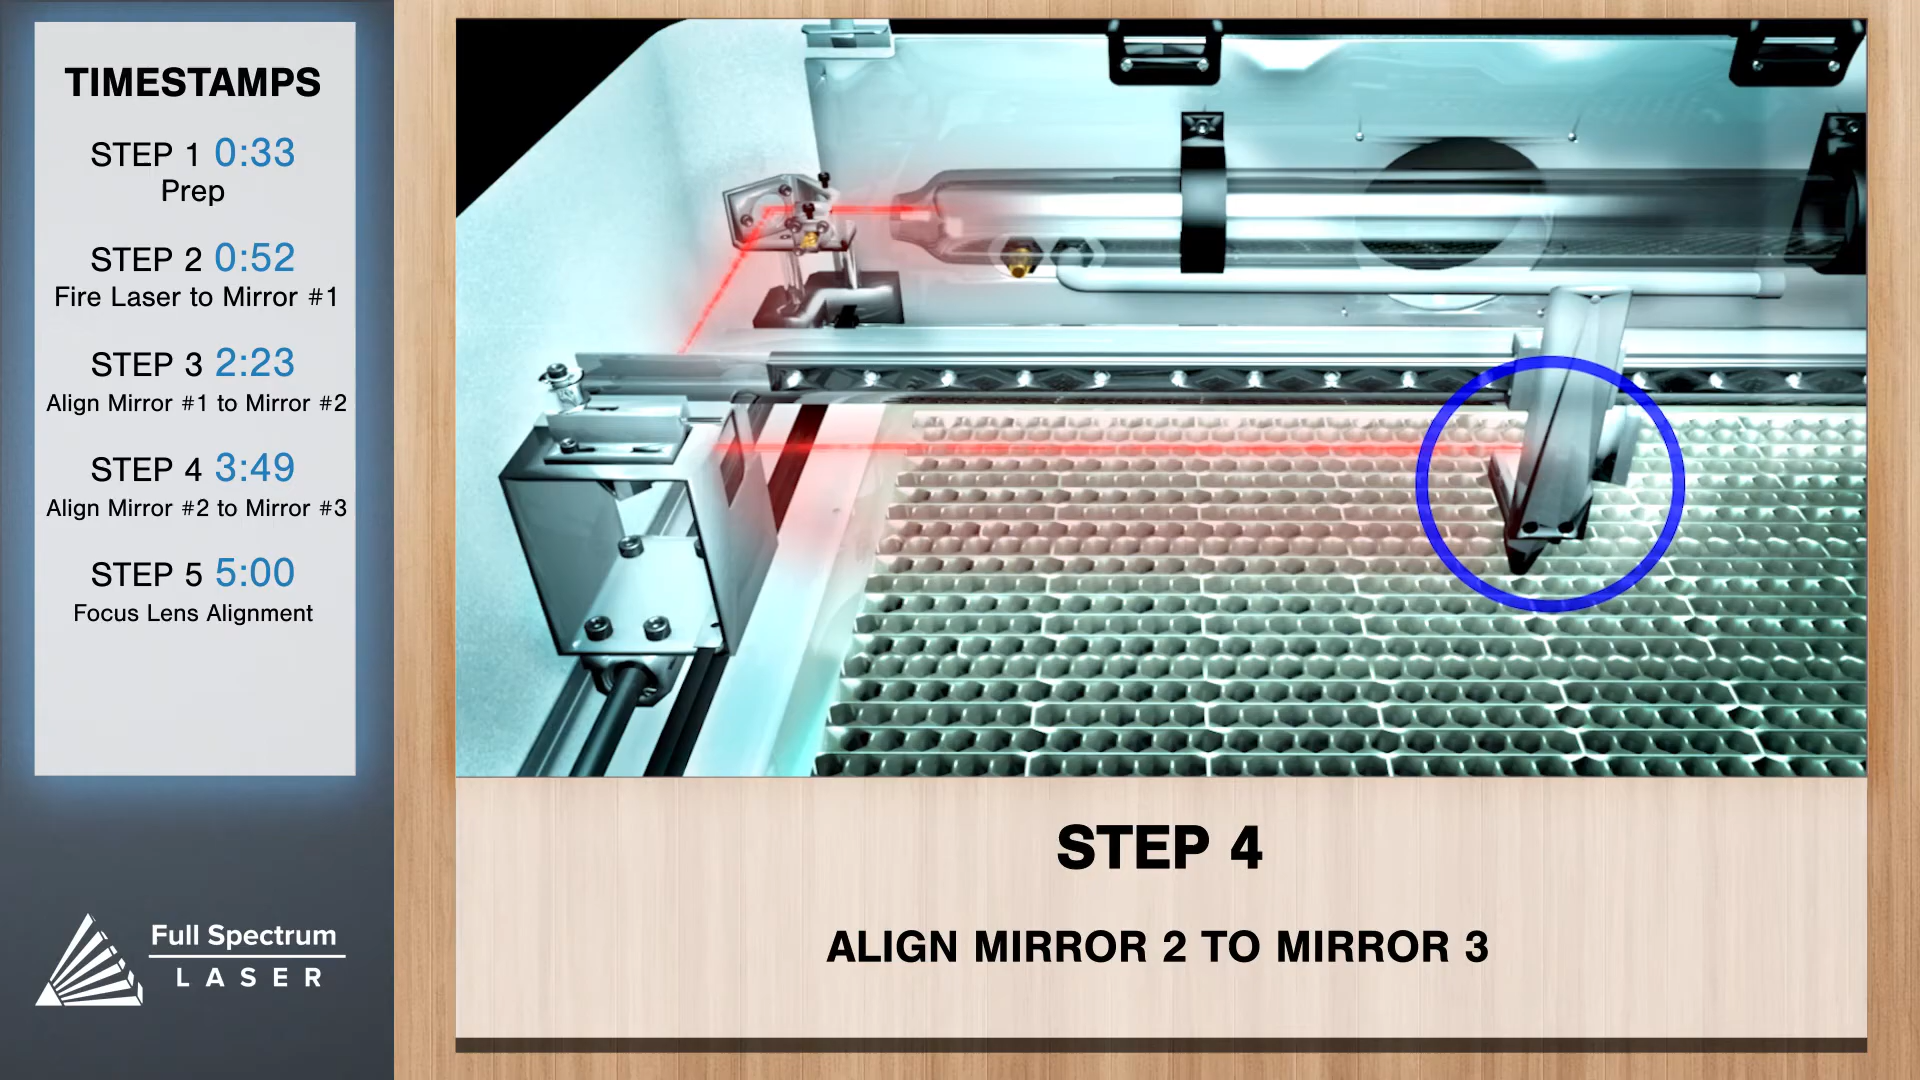 TIMESTAMPS
STEP 1 0:33
Prep
STEP 2 0:52
Fire Laser to Mirror #1
STEP 3 2:23
Align Mirror #1 to Mirror #2
STEP 4 3:49
Align Mirror #2 to Mirror #3
STEP 5 5:00
Focus Lens Alignment
Full Spectrum
LASER
STEP 4
ALIGN MIRROR 2 TO MIRROR 3